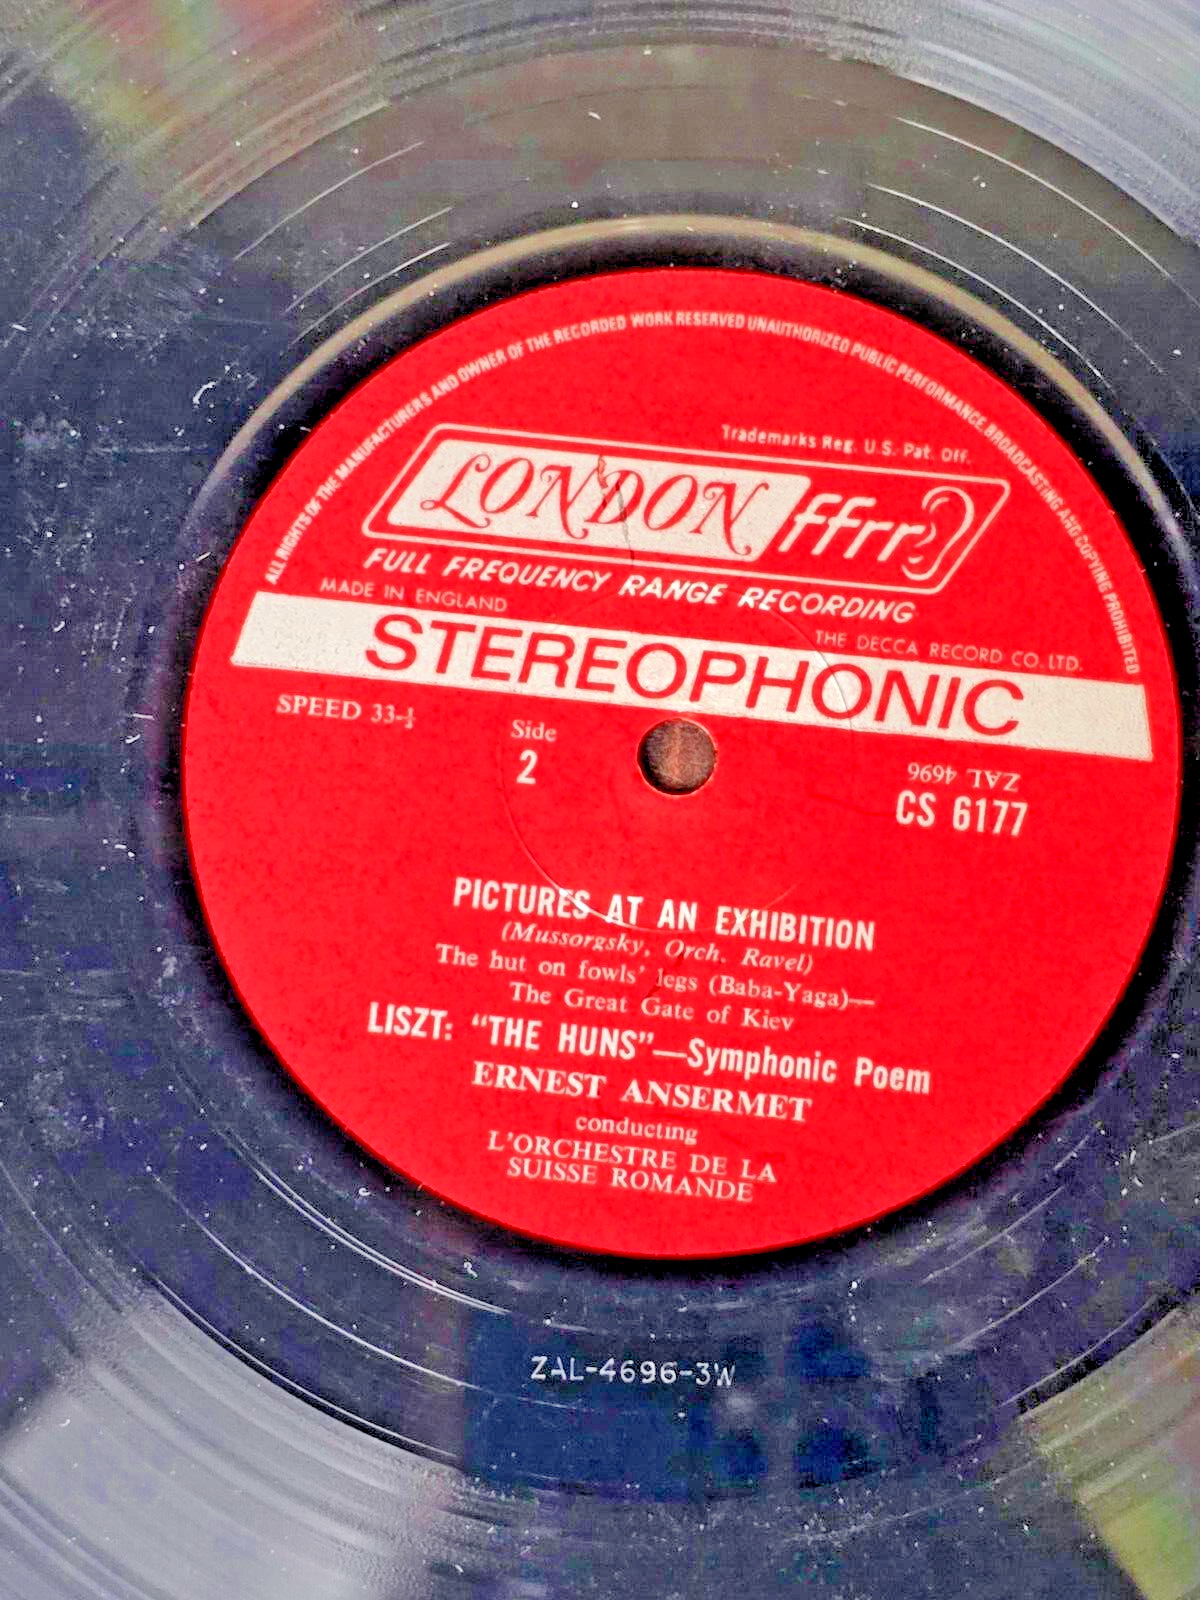 ALL RIGHTS OF THE MANUFACTURERS AND OWNER OF THE RECORDED WORK RESERVED UNAUTHORIZED PUBLIC PERFORMANCE, BROADCASTING AND COPYING PROHIBITED
Trademarks Reg. U.S. Pat. Off.
LONDON ffrr
FULL FREQUENCY RANGE RECORDING
MADE IN ENGLAND
THE DECCA RECORD CO. LTD.
STEREOPHONIC
SPEED 33-⅓
Side
2
ZAL 4696
CS 6177
PICTURES AT AN EXHIBITION
(Mussorgsky, Orch. Ravel)
The hut on fowls' legs (Baba-Yaga)—
The Great Gate of Kiev
LISZT: "THE HUNS"—Symphonic Poem
ERNEST ANSERMET
conducting
L'ORCHESTRE DE LA
SUISSE ROMANDE
ZAL-4696-3W